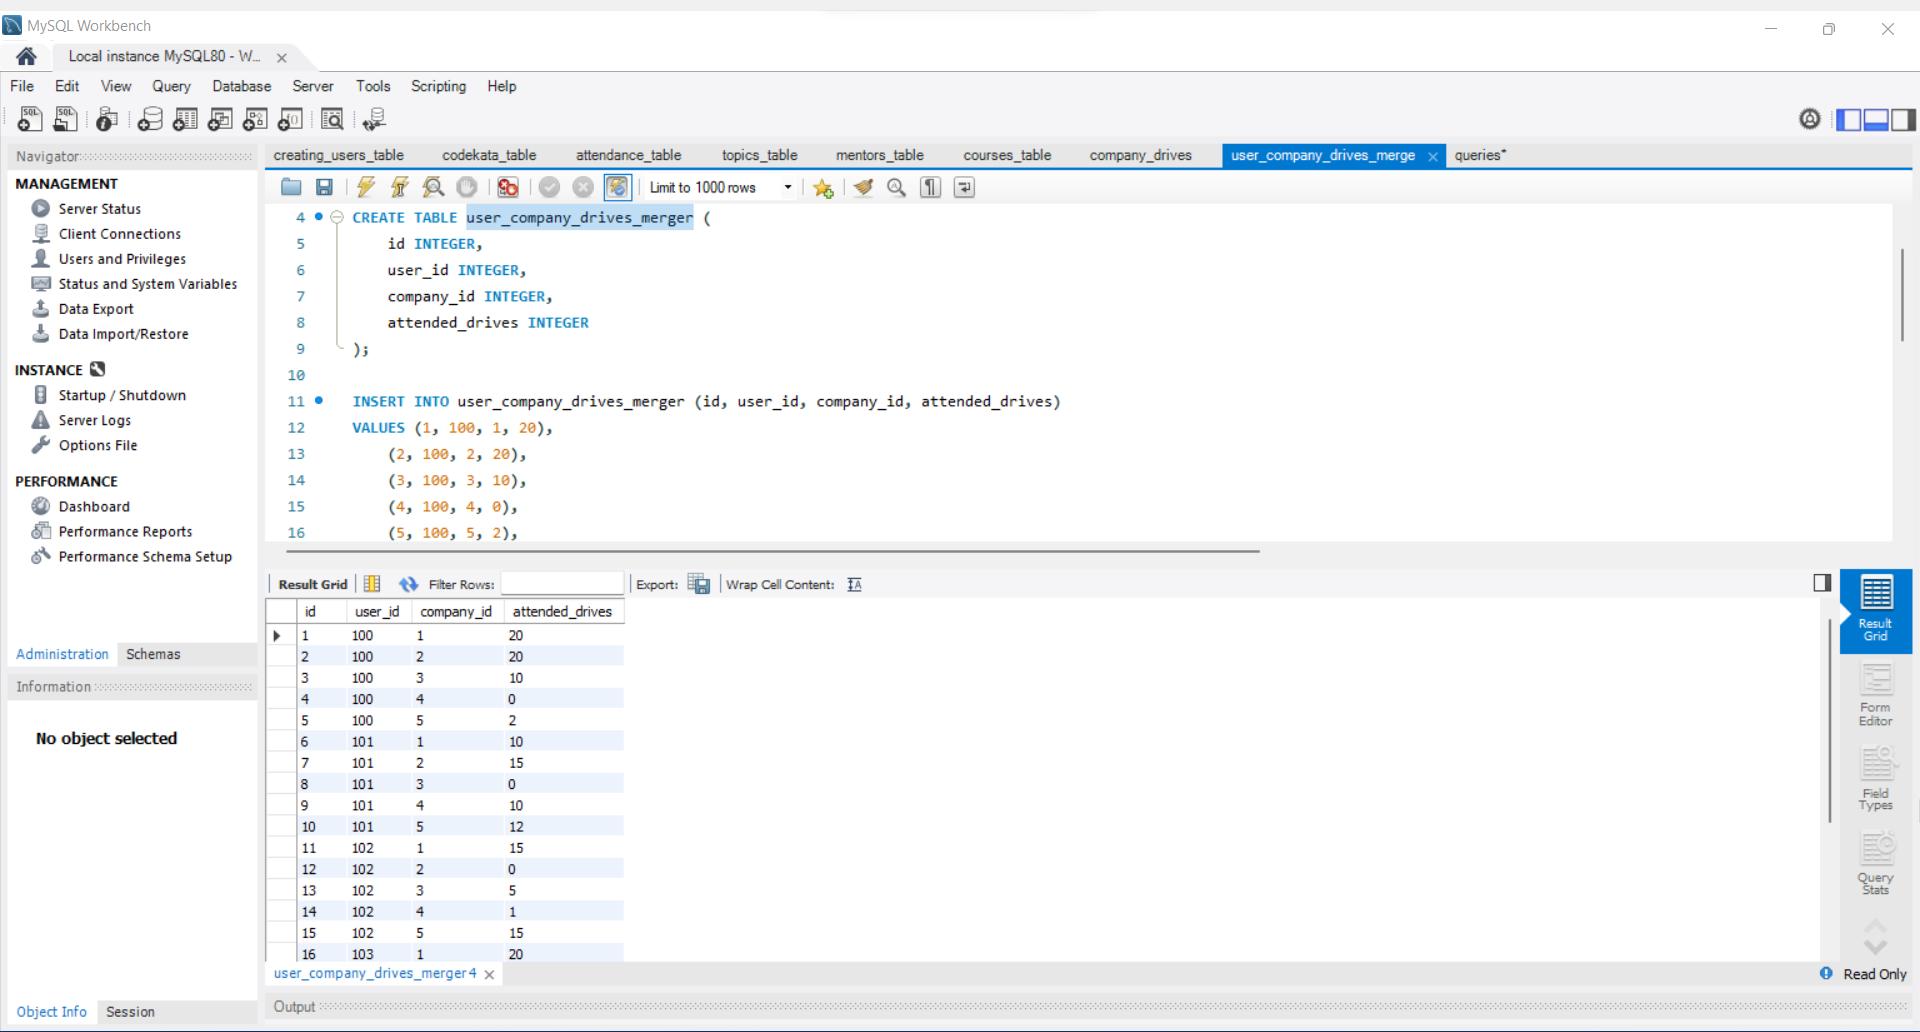 MySQL Workbench
Local instance MySQL80 - W...
File Edit View Query Database Server Tools Scripting Help
Navigator
MANAGEMENT
Server Status
Client Connections
Users and Privileges
Status and System Variables
Data Export
Data Import/Restore
INSTANCE
Startup / Shutdown
Server Logs
Options File
PERFORMANCE
Dashboard
Performance Reports
Performance Schema Setup
Administration Schemas
Information
No object selected
Object Info Session
creating_users_table codekata_table attendance_table topics_table mentors_table courses_table company_drives user_company_drives_merge queries*
Limit to 1000 rows
4 CREATE TABLE user_company_drives_merger (
5 id INTEGER,
6 user_id INTEGER,
7 company_id INTEGER,
8 attended_drives INTEGER
9 );
10
11 INSERT INTO user_company_drives_merger (id, user_id, company_id, attended_drives)
12 VALUES (1, 100, 1, 20),
13 (2, 100, 2, 20),
14 (3, 100, 3, 10),
15 (4, 100, 4, 0),
16 (5, 100, 5, 2),
Result Grid Filter Rows: Export: Wrap Cell Content:
id user_id company_id attended_drives
1 100 1 20
2 100 2 20
3 100 3 10
4 100 4 0
5 100 5 2
6 101 1 10
7 101 2 15
8 101 3 0
9 101 4 10
10 101 5 12
11 102 1 15
12 102 2 0
13 102 3 5
14 102 4 1
15 102 5 15
16 103 1 20
Result
Grid
Form
Editor
Field
Types
Query
Stats
user_company_drives_merger 4
Read Only
Output